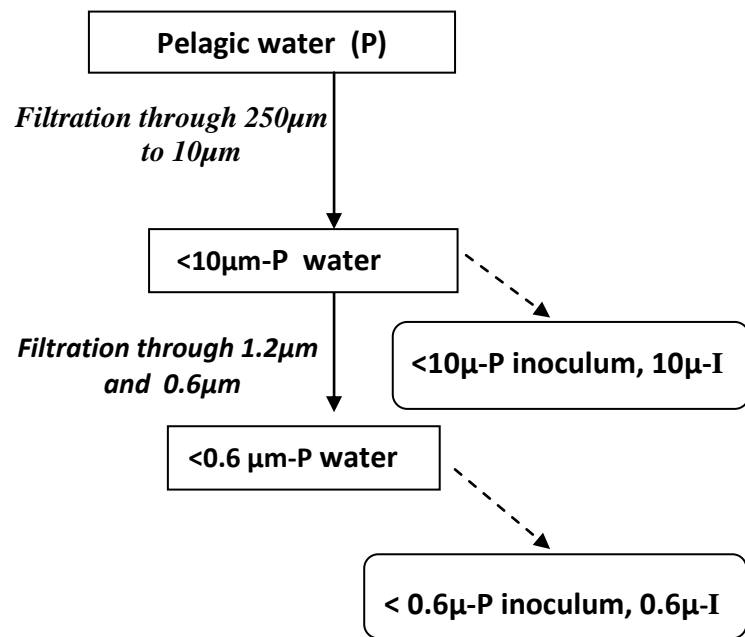 Pelagic water (P)
Filtration through 250µm
to 10µm
<10µm-P water
<10µ-P inoculum, 10µ-I
Filtration through 1.2µm
and 0.6µm
<0.6 µm-P water
< 0.6µ-P inoculum, 0.6µ-I